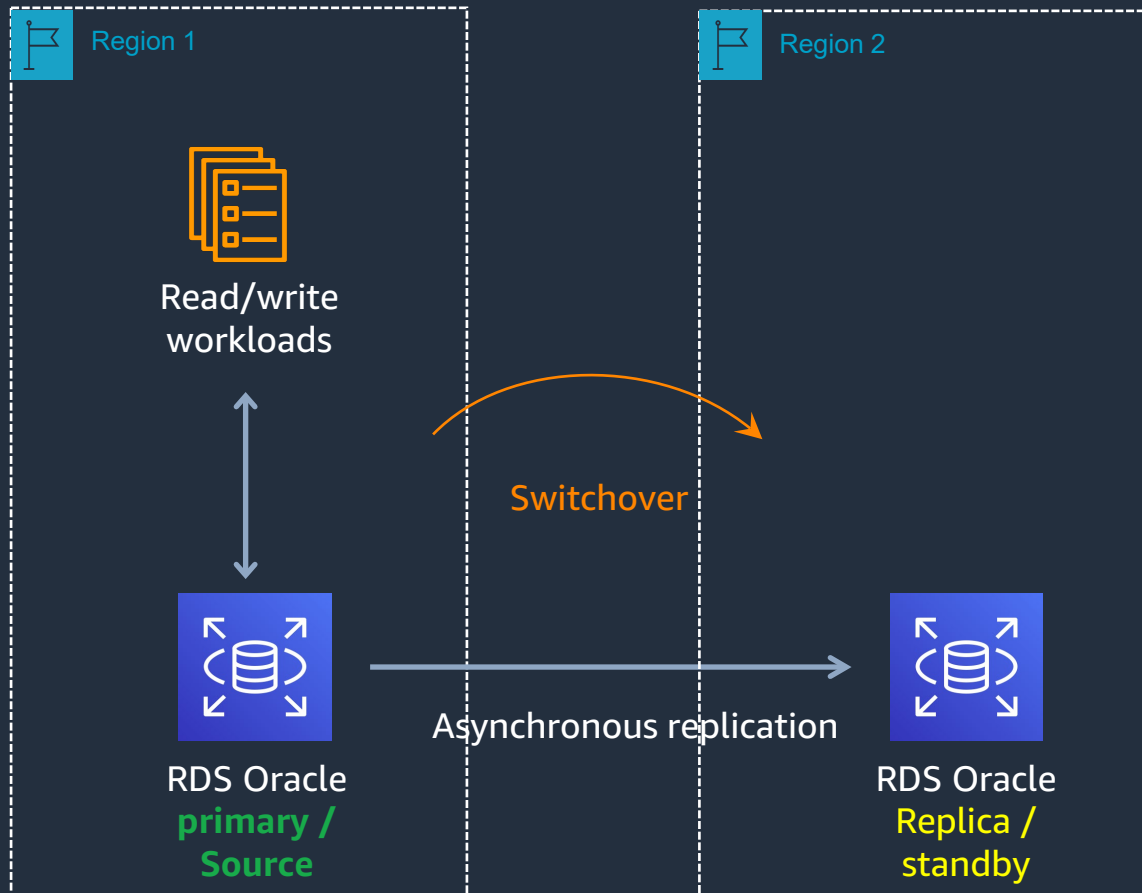 Region 1
Region 2
Read/write
workloads
Switchover
Asynchronous replication
RDS Oracle
primary /
Source
RDS Oracle
Replica /
standby